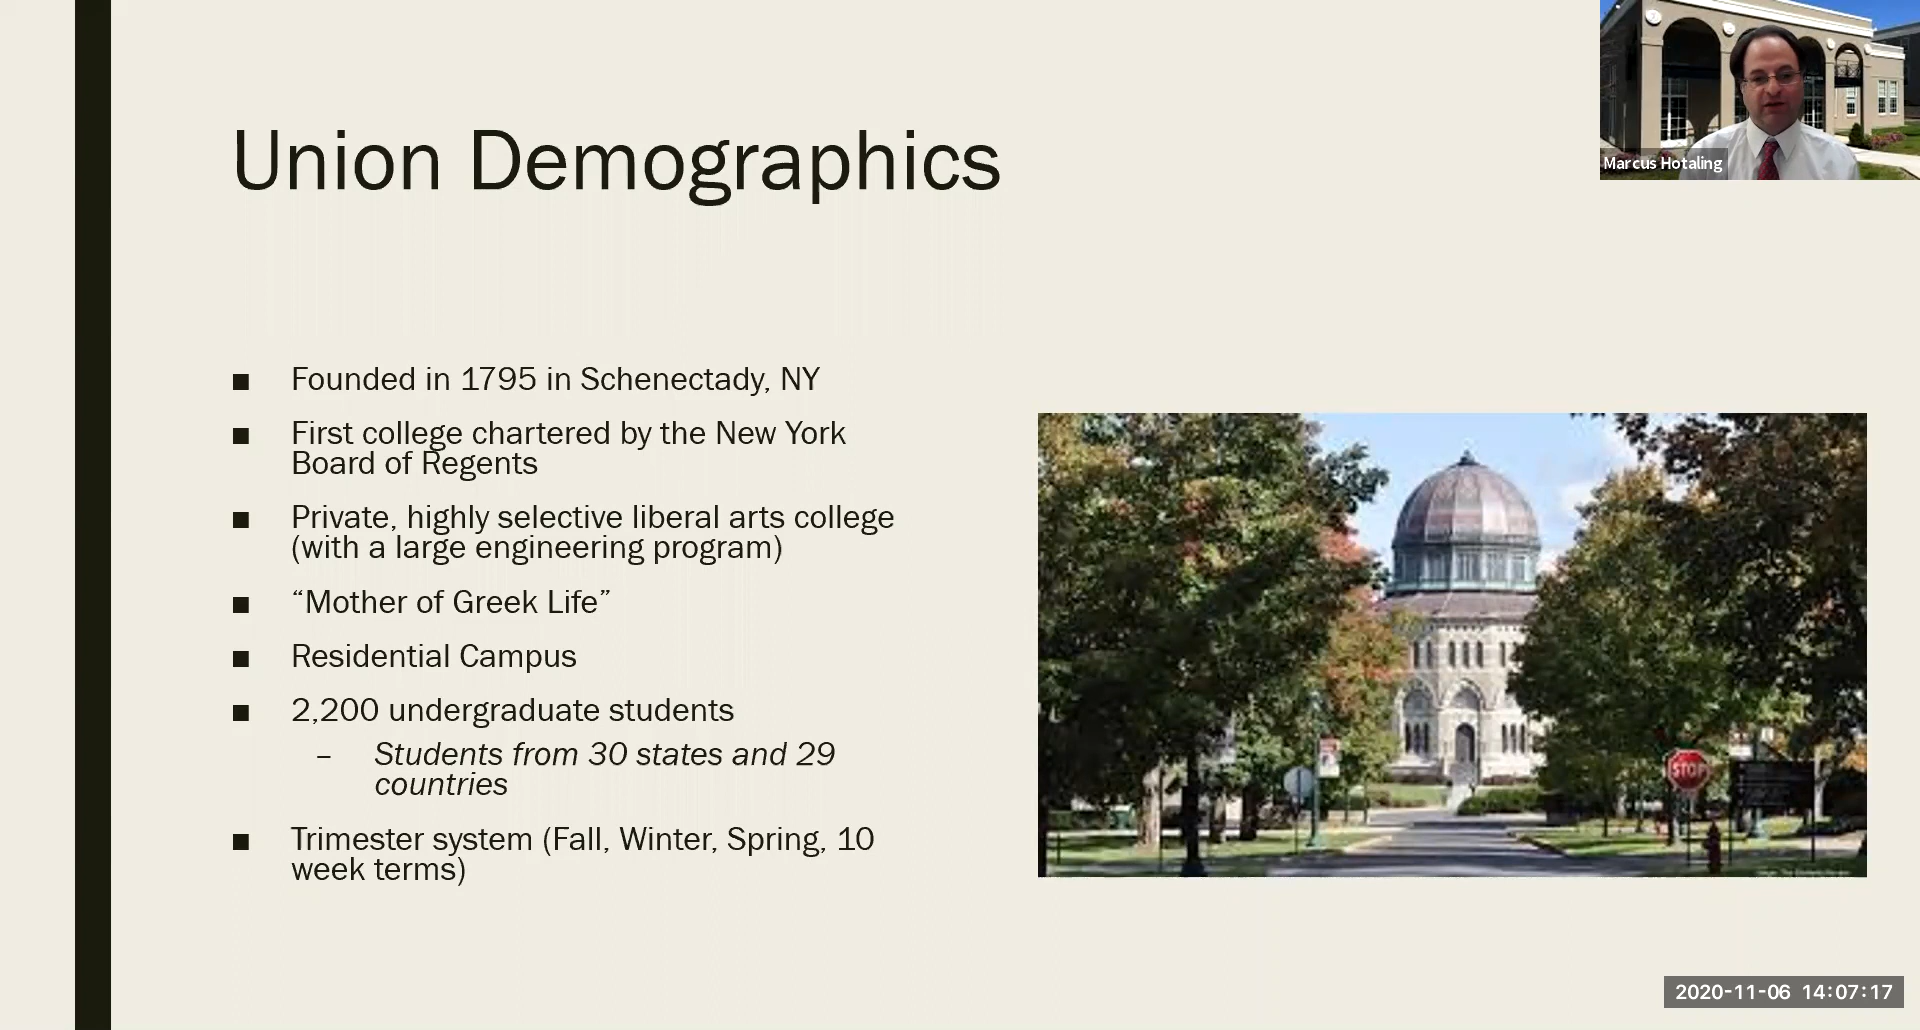 Marcus Hotaling
Union Demographics
■ Founded in 1795 in Schenectady, NY
■ First college chartered by the New York
Board of Regents
■ Private, highly selective liberal arts college
(with a large engineering program)
■ “Mother of Greek Life”
■ Residential Campus
■ 2,200 undergraduate students
– Students from 30 states and 29
countries
■ Trimester system (Fall, Winter, Spring, 10
week terms)
STOP
2020-11-06 14:07:17